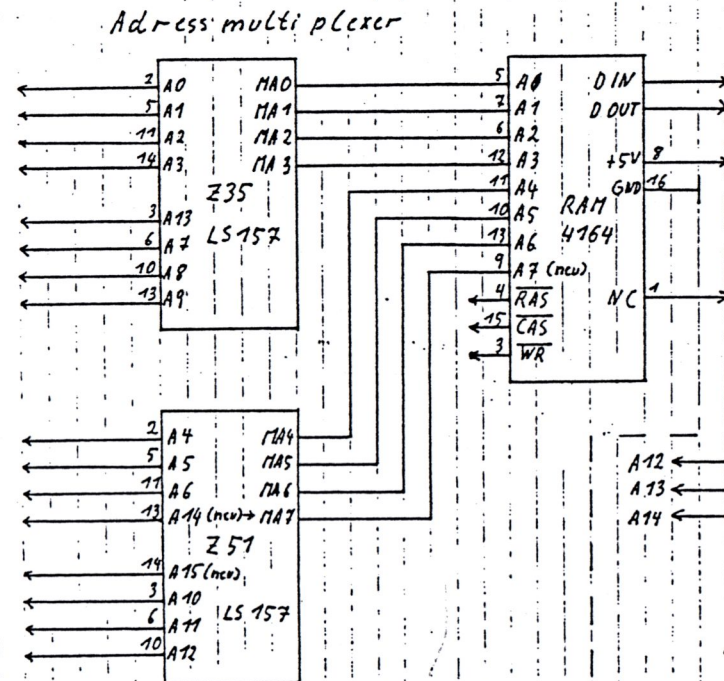 Adress multiplexer
2 A0 MA0
5 A1 MA1
11 A2 MA2
14 A3 MA3
Z35
3 A13
LS157
6 A7
10 A8
13 A9
5 A0 DIN
7 A1 DOUT
6 A2
12 A3 +5V 8
11 A4 GND 16
10 A5 RAM
13 A6 4164
9 A7 (neu)
4 RAS NC 1
15 CAS
3 WR
2 A4 MA4
5 A5 MA5
11 A6 MA6
13 A14 (neu) MA7
Z51
14 A15 (neu)
3 A10
6 A11 LS157
10 A12
A12
A13
A14